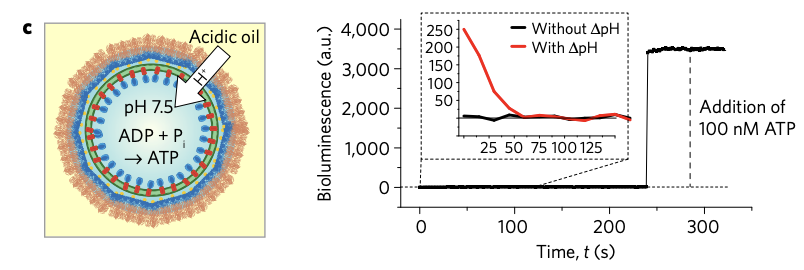 c
Acidic oil
H+
pH 7.5
ADP + Pi
→ ATP
Bioluminescence (a.u.)
4,000
3,000
2,000
1,000
0
250
200
150
100
50
25 50 75 100 125
Without ΔpH
With ΔpH
Addition of
100 nM ATP
0 100 200 300
Time, t (s)